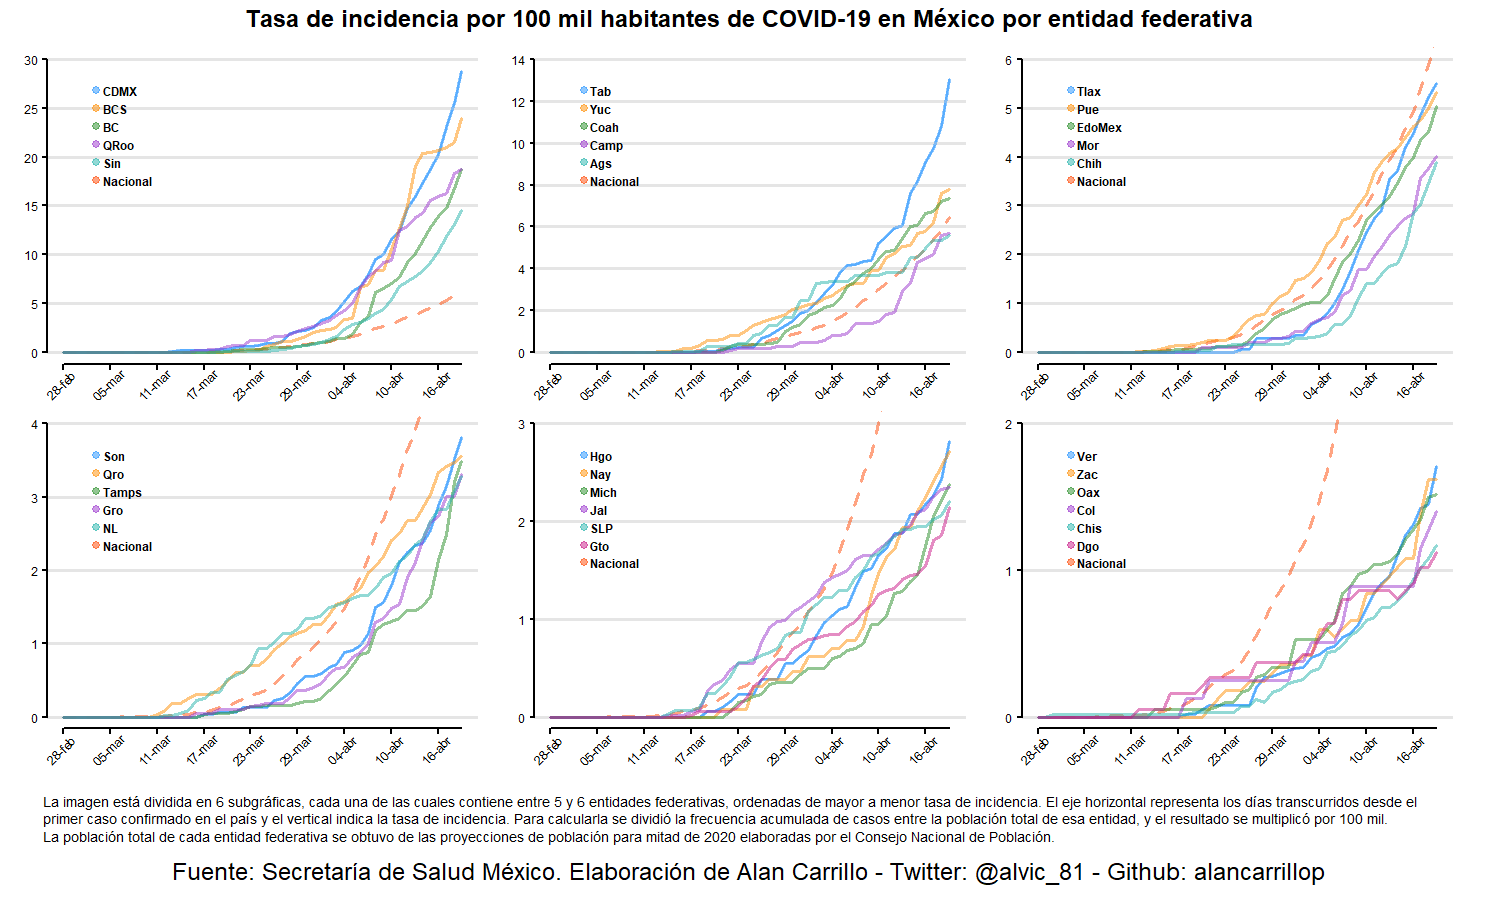 Tasa de incidencia por 100 mil habitantes de COVID-19 en México por entidad federativa
30
25
20
15
10
5
0
CDMX
BCS
BC
QRoo
Sin
Nacional
28-feb
05-mar
11-mar
17-mar
23-mar
29-mar
04-abr
10-abr
16-abr
14
12
10
8
6
4
2
0
Tab
Yuc
Coah
Camp
Ags
Nacional
28-feb
05-mar
11-mar
17-mar
23-mar
29-mar
04-abr
10-abr
16-abr
6
5
4
3
2
1
0
Tlax
Pue
EdoMex
Mor
Chih
Nacional
28-feb
05-mar
11-mar
17-mar
23-mar
29-mar
04-abr
10-abr
16-abr
4
3
2
1
0
Son
Qro
Tamps
Gro
NL
Nacional
28-feb
05-mar
11-mar
17-mar
23-mar
29-mar
04-abr
10-abr
16-abr
3
2
1
0
Hgo
Nay
Mich
Jal
SLP
Gto
Nacional
28-feb
05-mar
11-mar
17-mar
23-mar
29-mar
04-abr
10-abr
16-abr
2
1
0
Ver
Zac
Oax
Col
Chis
Dgo
Nacional
28-feb
05-mar
11-mar
17-mar
23-mar
29-mar
04-abr
10-abr
16-abr
La imagen está dividida en 6 subgráficas, cada una de las cuales contiene entre 5 y 6 entidades federativas, ordenadas de mayor a menor tasa de incidencia. El eje horizontal representa los días transcurridos desde el
primer caso confirmado en el país y el vertical indica la tasa de incidencia. Para calcularla se dividió la frecuencia acumulada de casos entre la población total de esa entidad, y el resultado se multiplicó por 100 mil.
La población total de cada entidad federativa se obtuvo de las proyecciones de población para mitad de 2020 elaboradas por el Consejo Nacional de Población.
Fuente: Secretaría de Salud México. Elaboración de Alan Carrillo - Twitter: @alvic_81 - Github: alancarrillop